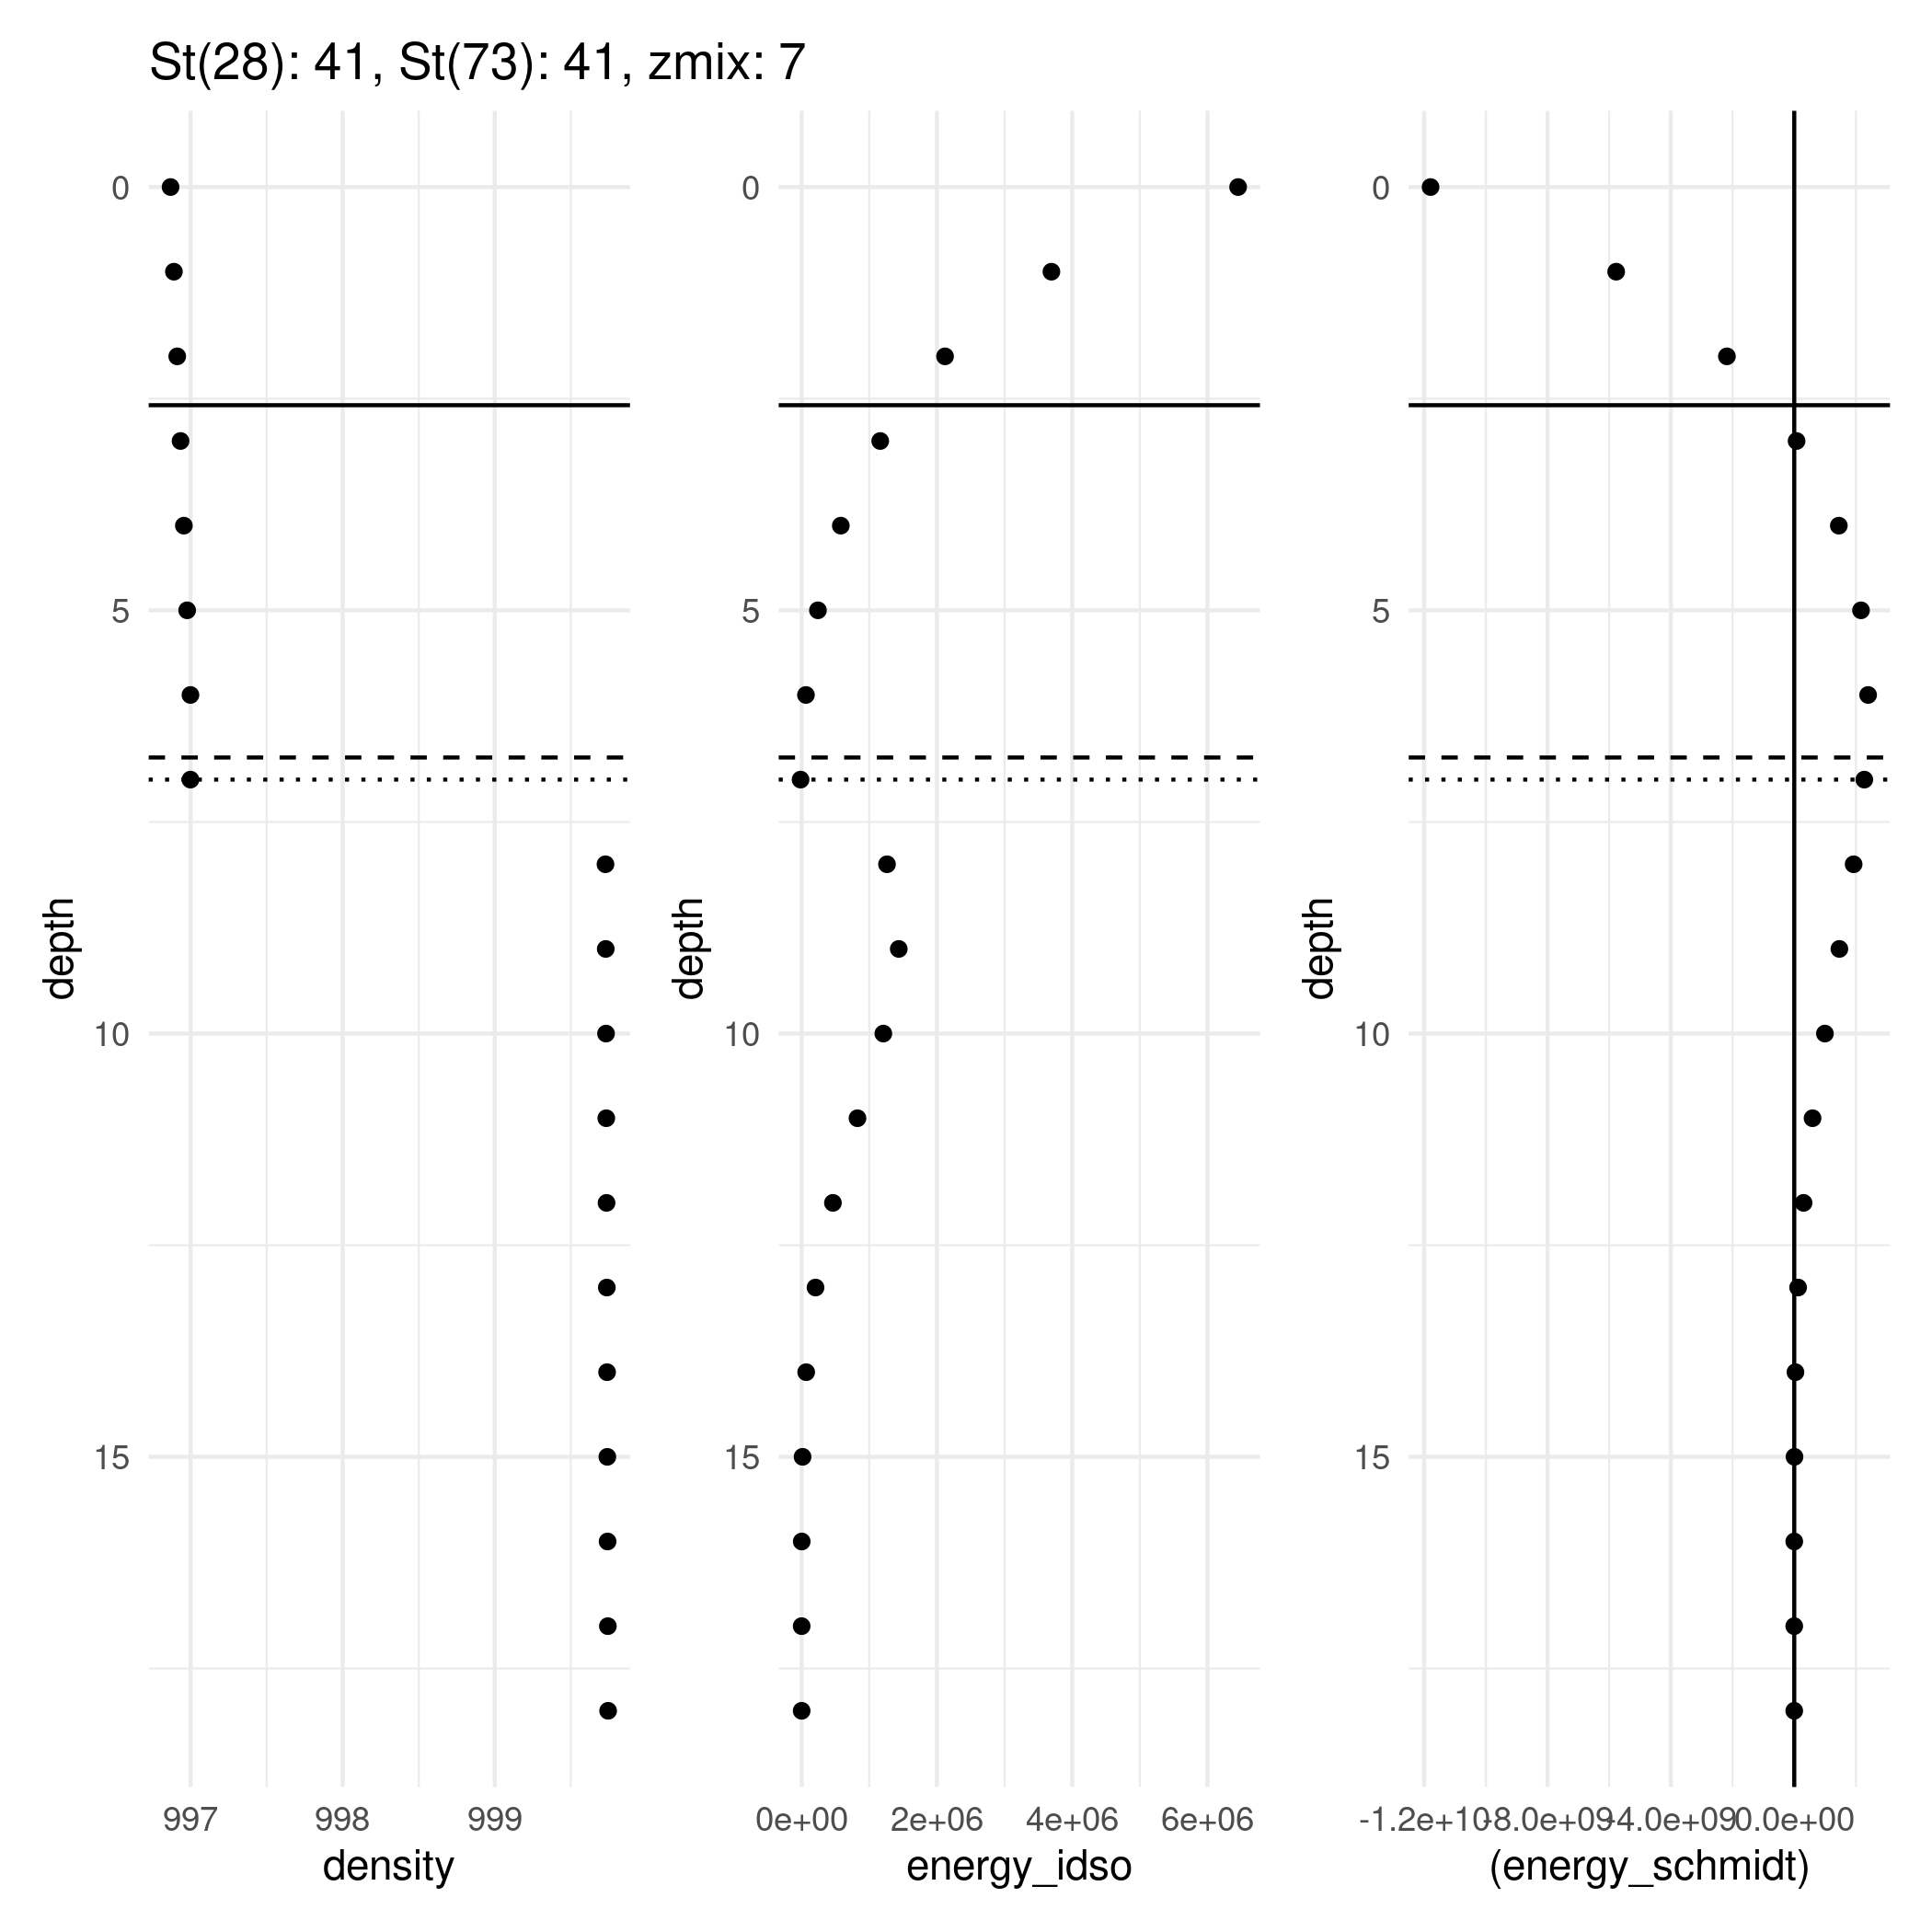 St(28): 41, St(73): 41, zmix: 7
0
5
10
15
depth
997 998 999
density
0
5
10
15
depth
0e+00 2e+06 4e+06 6e+06
energy_idso
0
5
10
15
depth
-1.2e+10 -8.0e+09 -4.0e+09 0.0e+00
(energy_schmidt)